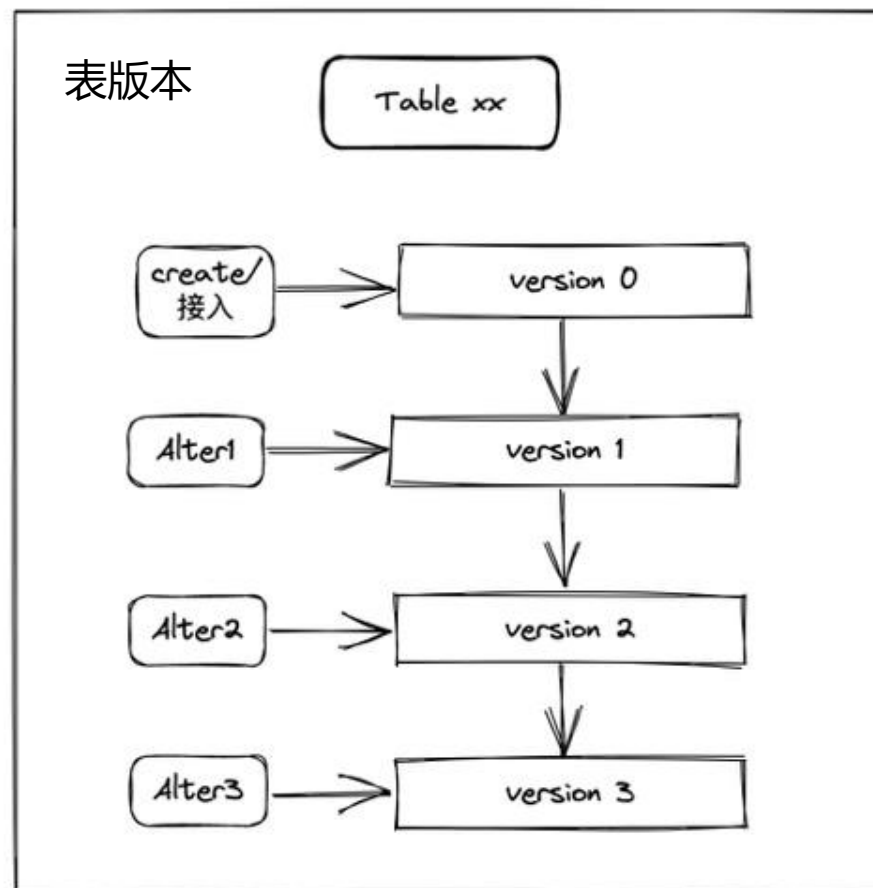 表版本
Table xx
create/
接入
version 0
Alter1
version 1
Alter2
version 2
Alter3
version 3